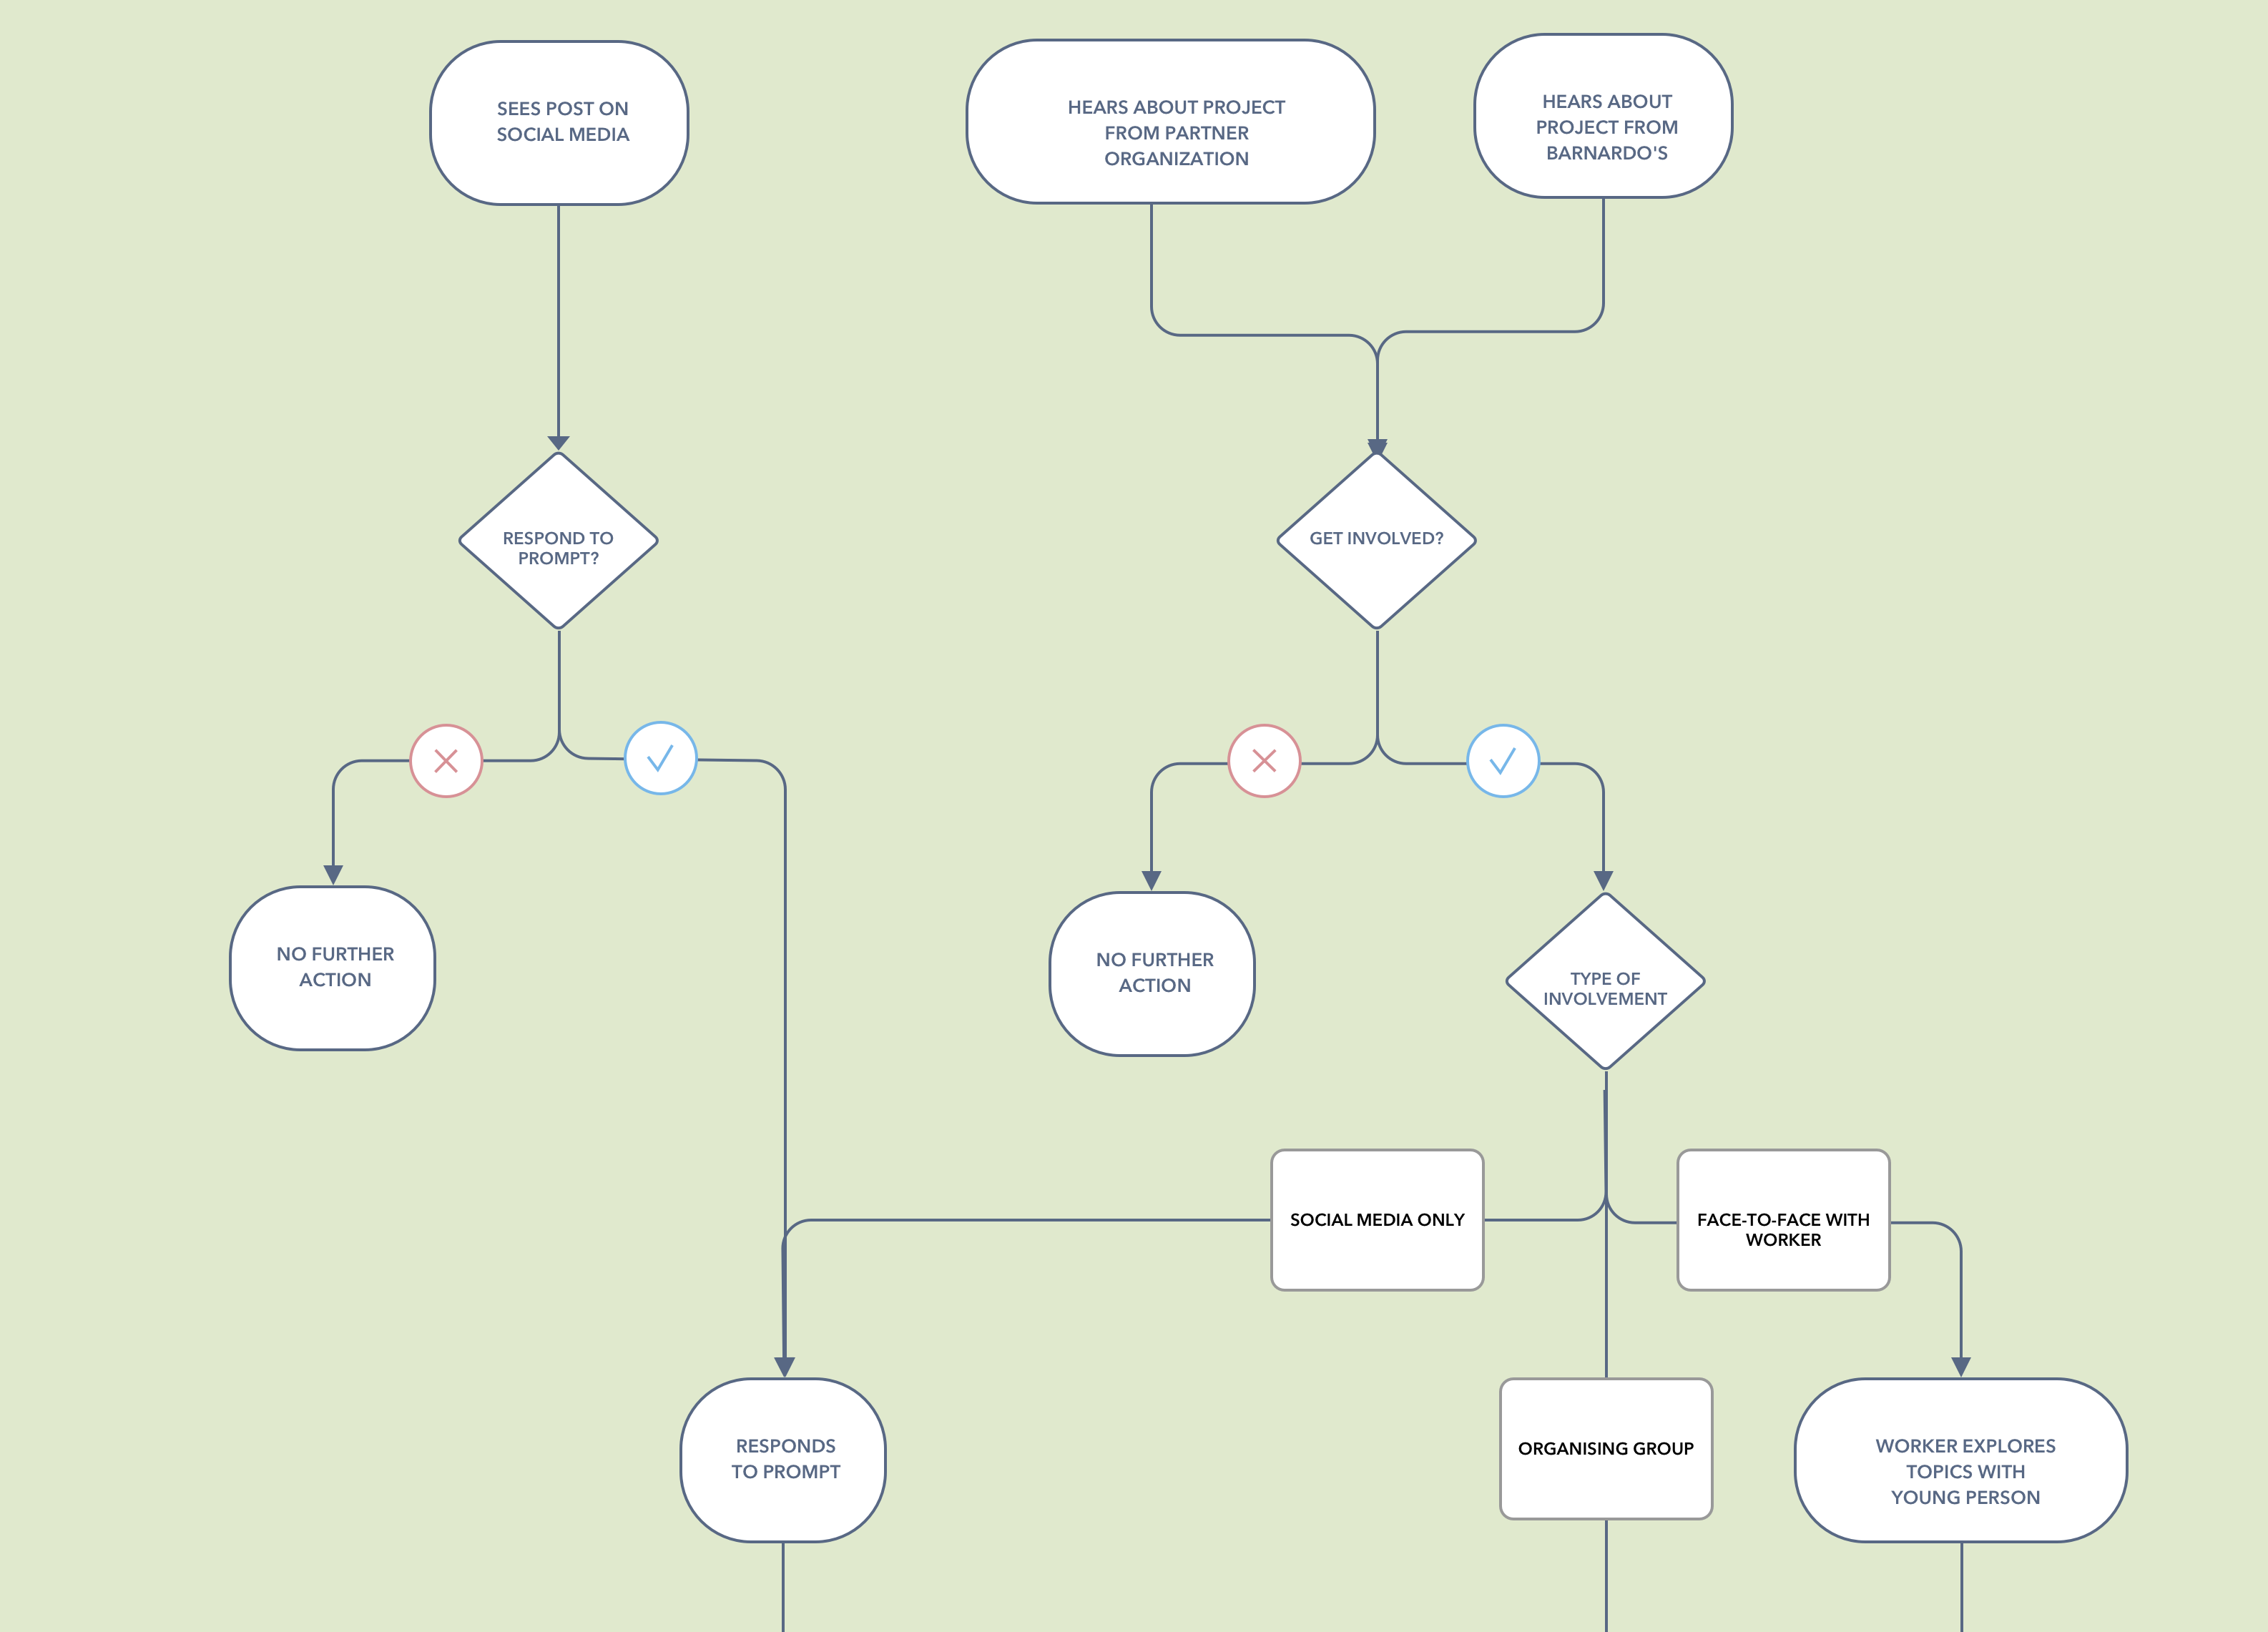 SEES POST ON
SOCIAL MEDIA
HEARS ABOUT PROJECT
FROM PARTNER
ORGANIZATION
HEARS ABOUT
PROJECT FROM
BARNARDO'S
RESPOND TO
PROMPT?
GET INVOLVED?
NO FURTHER
ACTION
NO FURTHER
ACTION
TYPE OF
INVOLVEMENT
SOCIAL MEDIA ONLY
FACE-TO-FACE WITH
WORKER
RESPONDS
TO PROMPT
ORGANISING GROUP
WORKER EXPLORES
TOPICS WITH
YOUNG PERSON